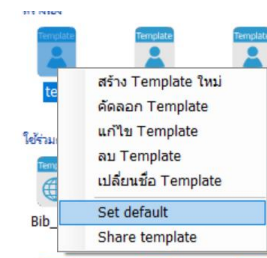 Template Template Template
te
สร้าง Template ใหม่
คัดลอก Template
แก้ไข Template
ลบ Template
เปลี่ยนชื่อ Template
Set default
Share template
Bib_